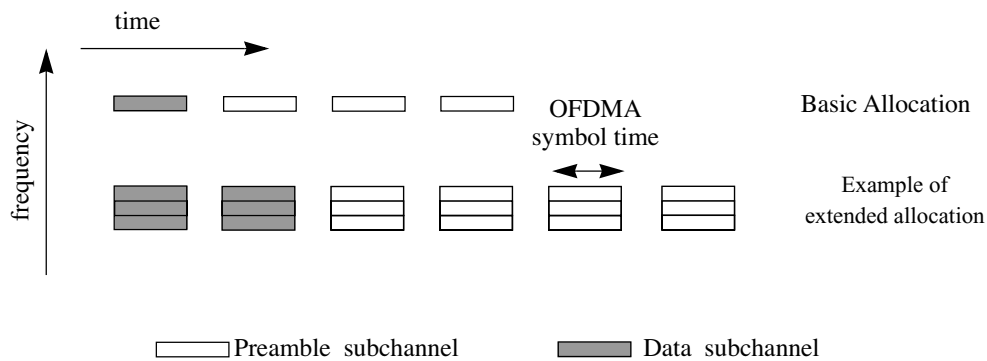 time
frequency
Basic Allocation
OFDMA
symbol time
Example of
extended allocation
Preamble subchannel
Data subchannel